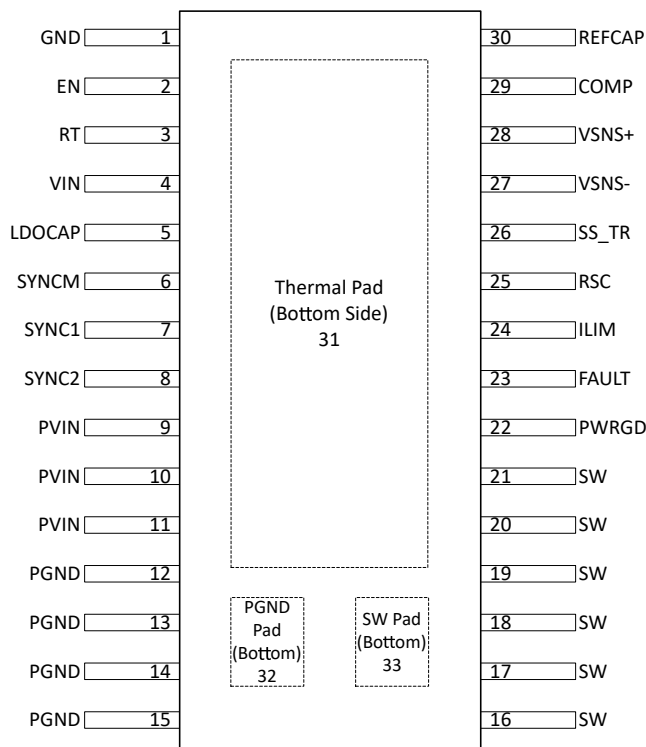 GND 1 30 REFCAP
EN 2 29 COMP
RT 3 28 VSNS+
VIN 4 27 VSNS-
LDOCAP 5 26 SS_TR
SYNCM 6 25 RSC
SYNC1 7 24 ILIM
SYNC2 8 23 FAULT
PVIN 9 22 PWRGD
PVIN 10 21 SW
PVIN 11 20 SW
PGND 12 19 SW
PGND 13 18 SW
PGND 14 17 SW
PGND 15 16 SW
Thermal Pad
(Bottom Side)
31
PGND
Pad
(Bottom)
32
SW Pad
(Bottom)
33